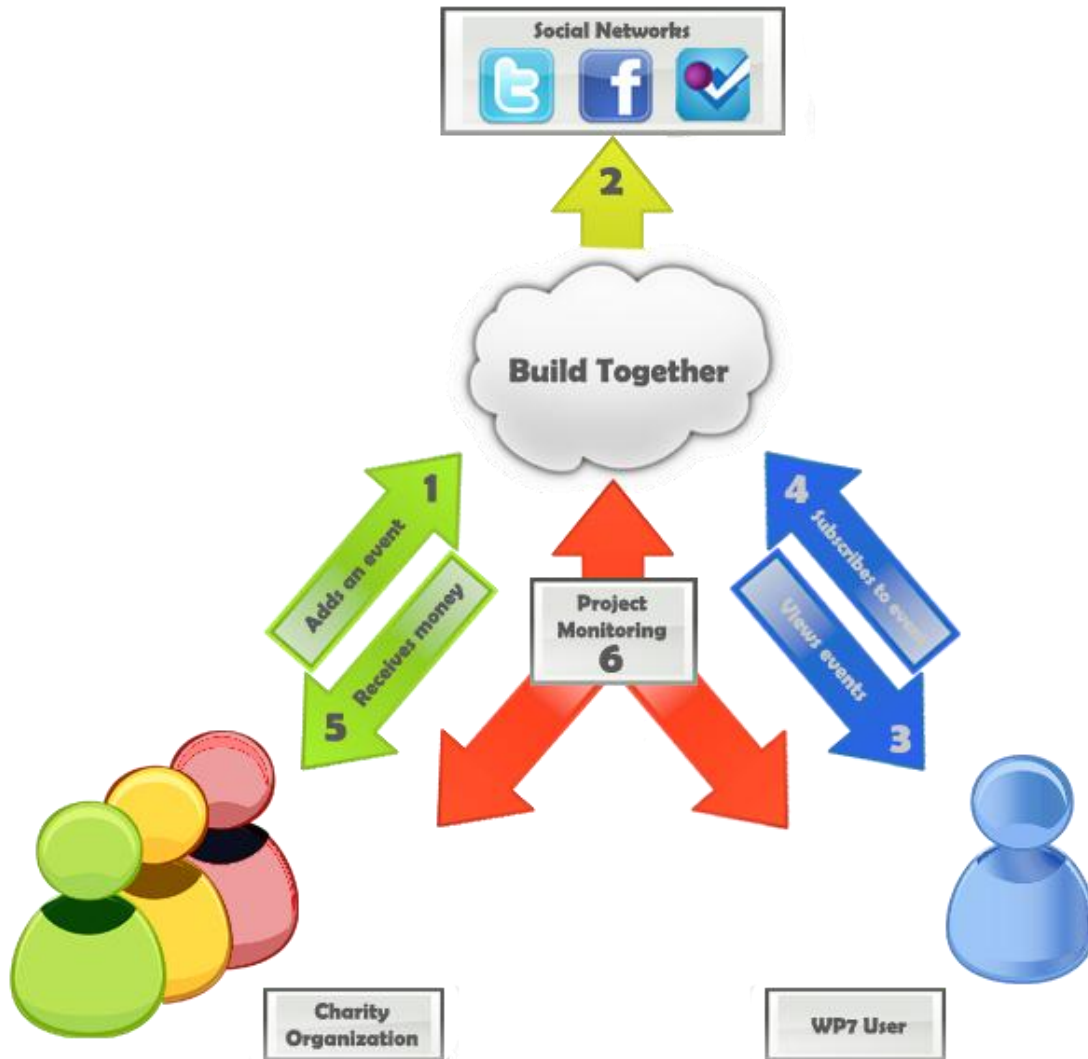 Social Networks
2
Build Together
1
Adds an event
Receives money
5
Project
Monitoring
6
4
Subscribes to event
Views events
3
Charity
Organization
WP7 User